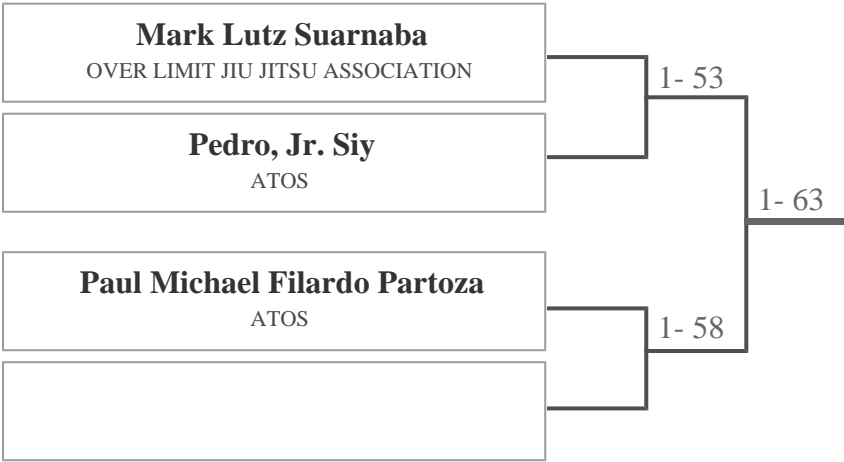 Mark Lutz Suarnaba
OVER LIMIT JIU JITSU ASSOCIATION
1- 53
Pedro, Jr. Siy
ATOS
1- 63
Paul Michael Filardo Partoza
ATOS
1- 58